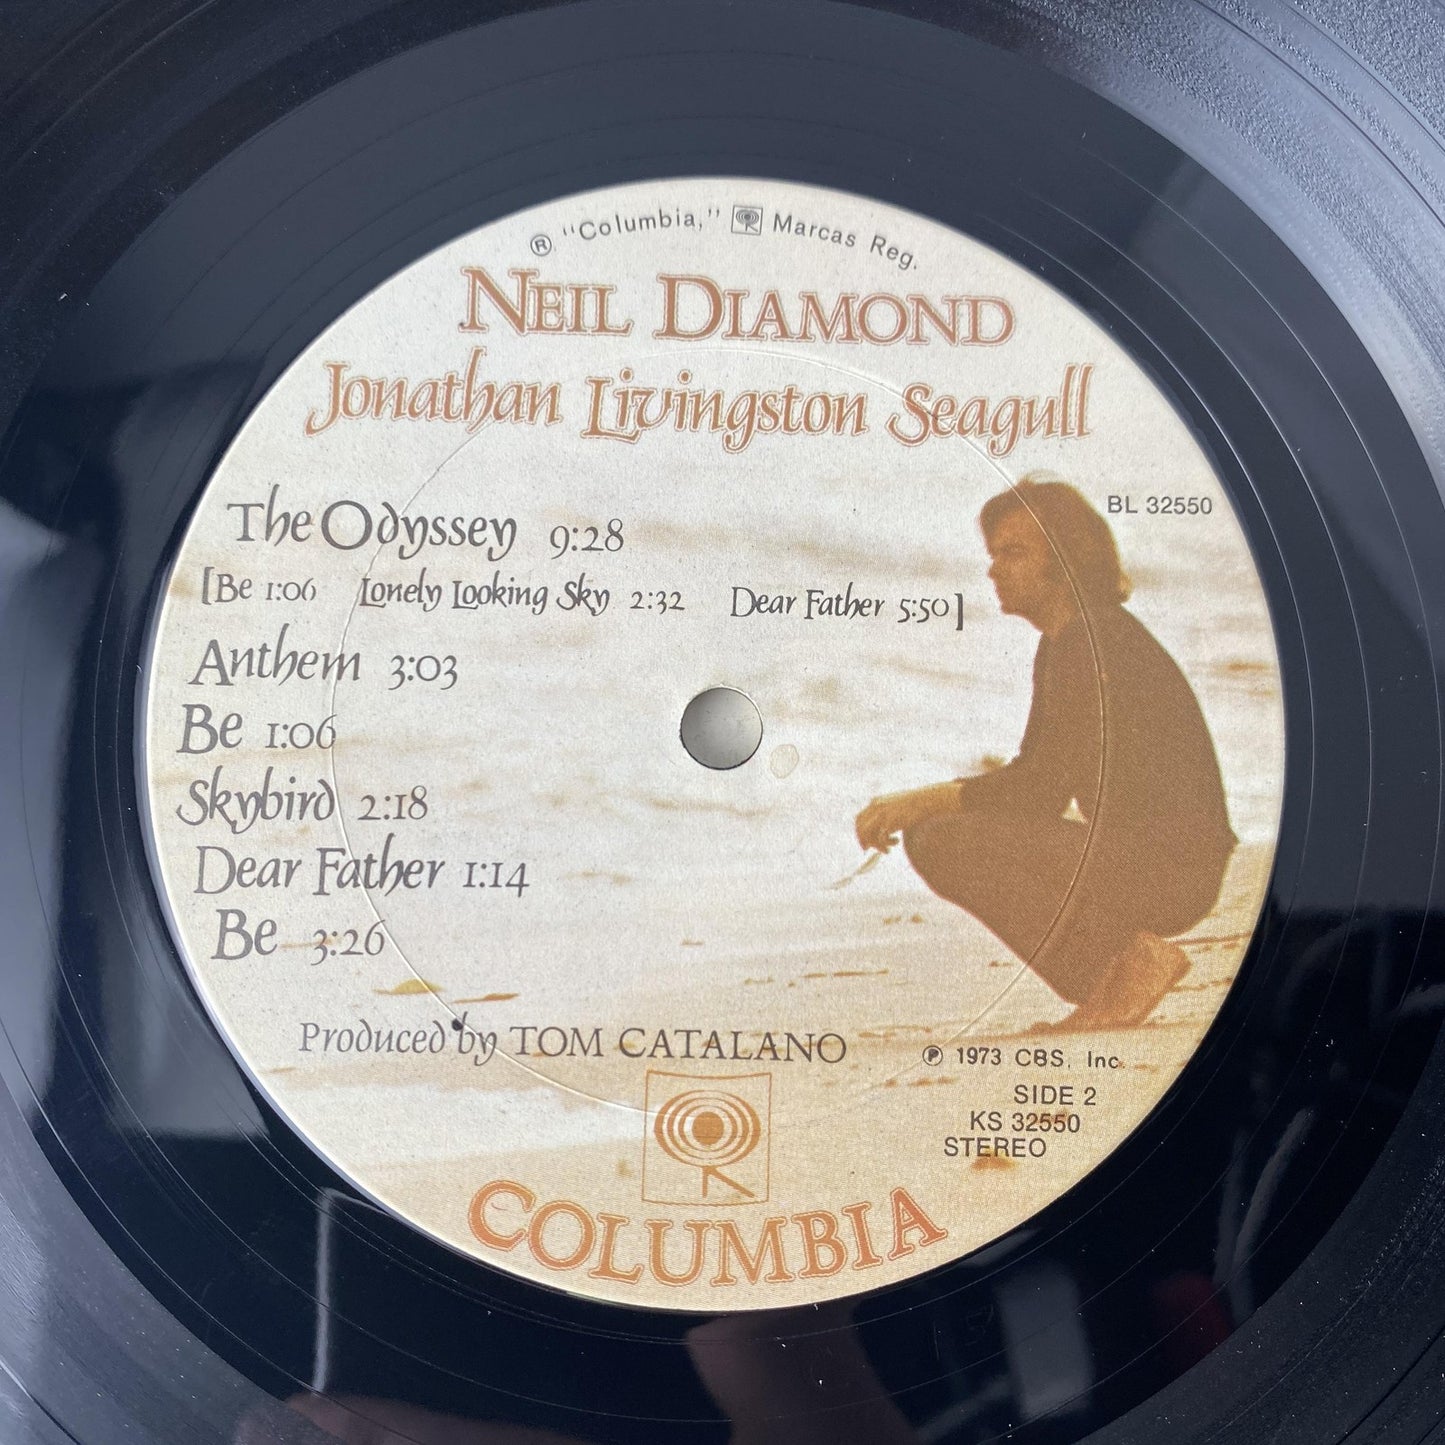 ® "Columbia," Marcas Reg.
NEIL DIAMOND
Jonathan Livingston Seagull
BL 32550
The Odyssey 9:28
[Be 1:06 Lonely Looking Sky 2:32 Dear Father 5:50]
Anthem 3:03
Be 1:06
Skybird 2:18
Dear Father 1:14
Be 3:26
Produced by TOM CATALANO
℗ 1973 CBS, Inc.
SIDE 2
KS 32550
STEREO
COLUMBIA